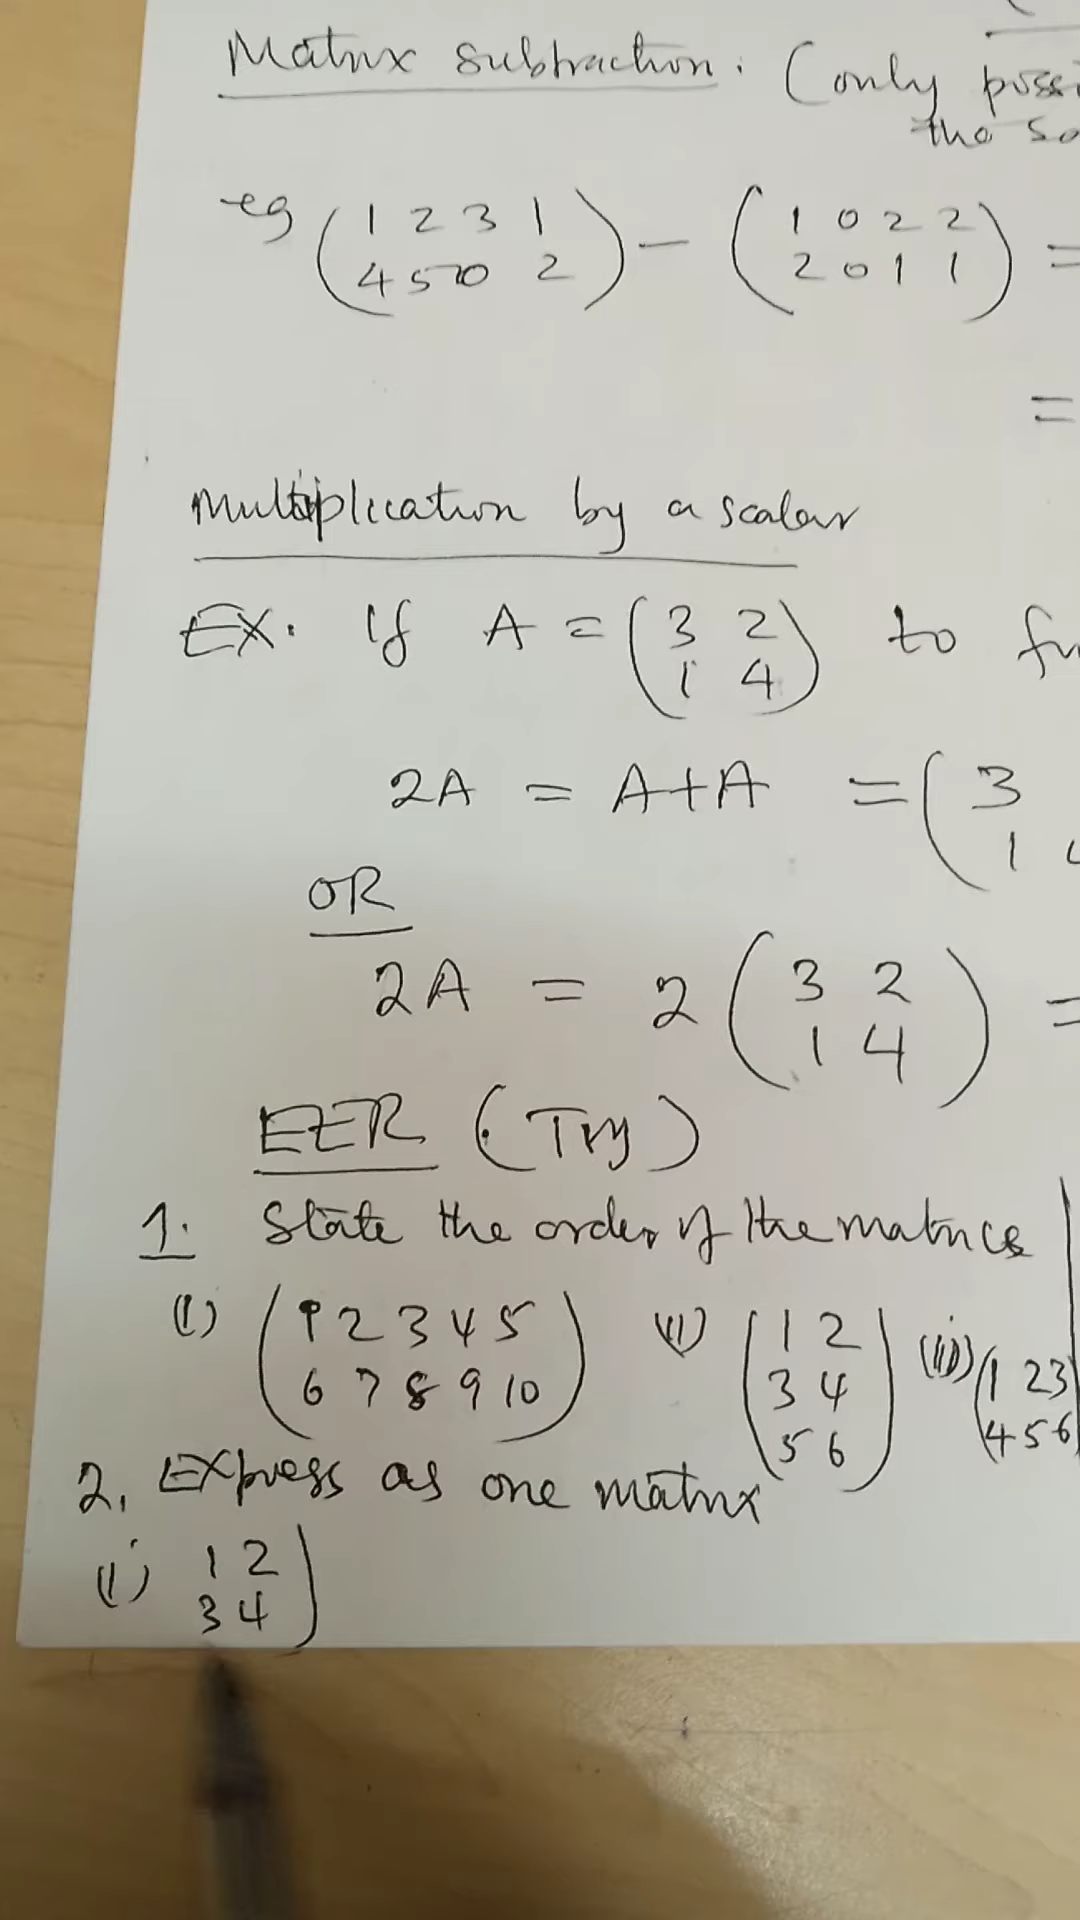 Matrix subtraction: (only
the
eg (1 2 3 1) - (1 0 2 2) =
(4 5 0 2) (2 0 1 1)
=
Multiplication by a scalar
EX. If A = (3 2) to
(1 4)
2A = A+A = (3
1
OR
2A = 2 (3 2) =
(1 4)
EXER (Try)
1. State the order of the matrices
(i) (1 2 3 4 5) (ii) (1 2) (iii) (1 2 3
(6 7 8 9 10) (3 4) (4 5 6
(5 6)
2. Express as one matrix
(i) 1 2)
3 4)